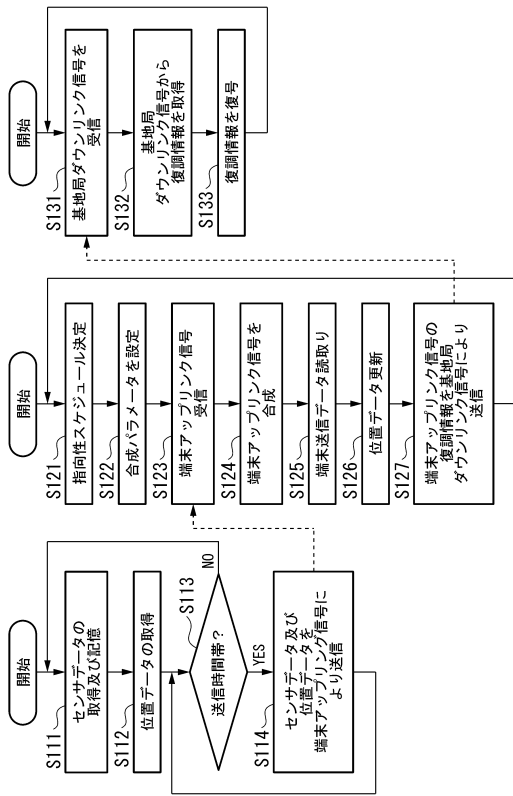 開始
S111
センサデータの
取得及び記憶
S112
位置データの取得
S113
送信時間帯?
NO
YES
S114
センサデータ及び
位置データを
端末アップリング信号に
より送信
開始
S121
指向性スケジュール決定
S122
合成パラメータを設定
S123
端末アップリンク信号
受信
S124
端末アップリンク信号を
合成
S125
端末送信データ読取り
S126
位置データ更新
S127
端末アップリンク信号の
復調情報を基地局
ダウンリンク信号により
送信
開始
S131
基地局ダウンリンク信号を
受信
S132
基地局
ダウンリンク信号から
復調情報を取得
S133
復調情報を復号